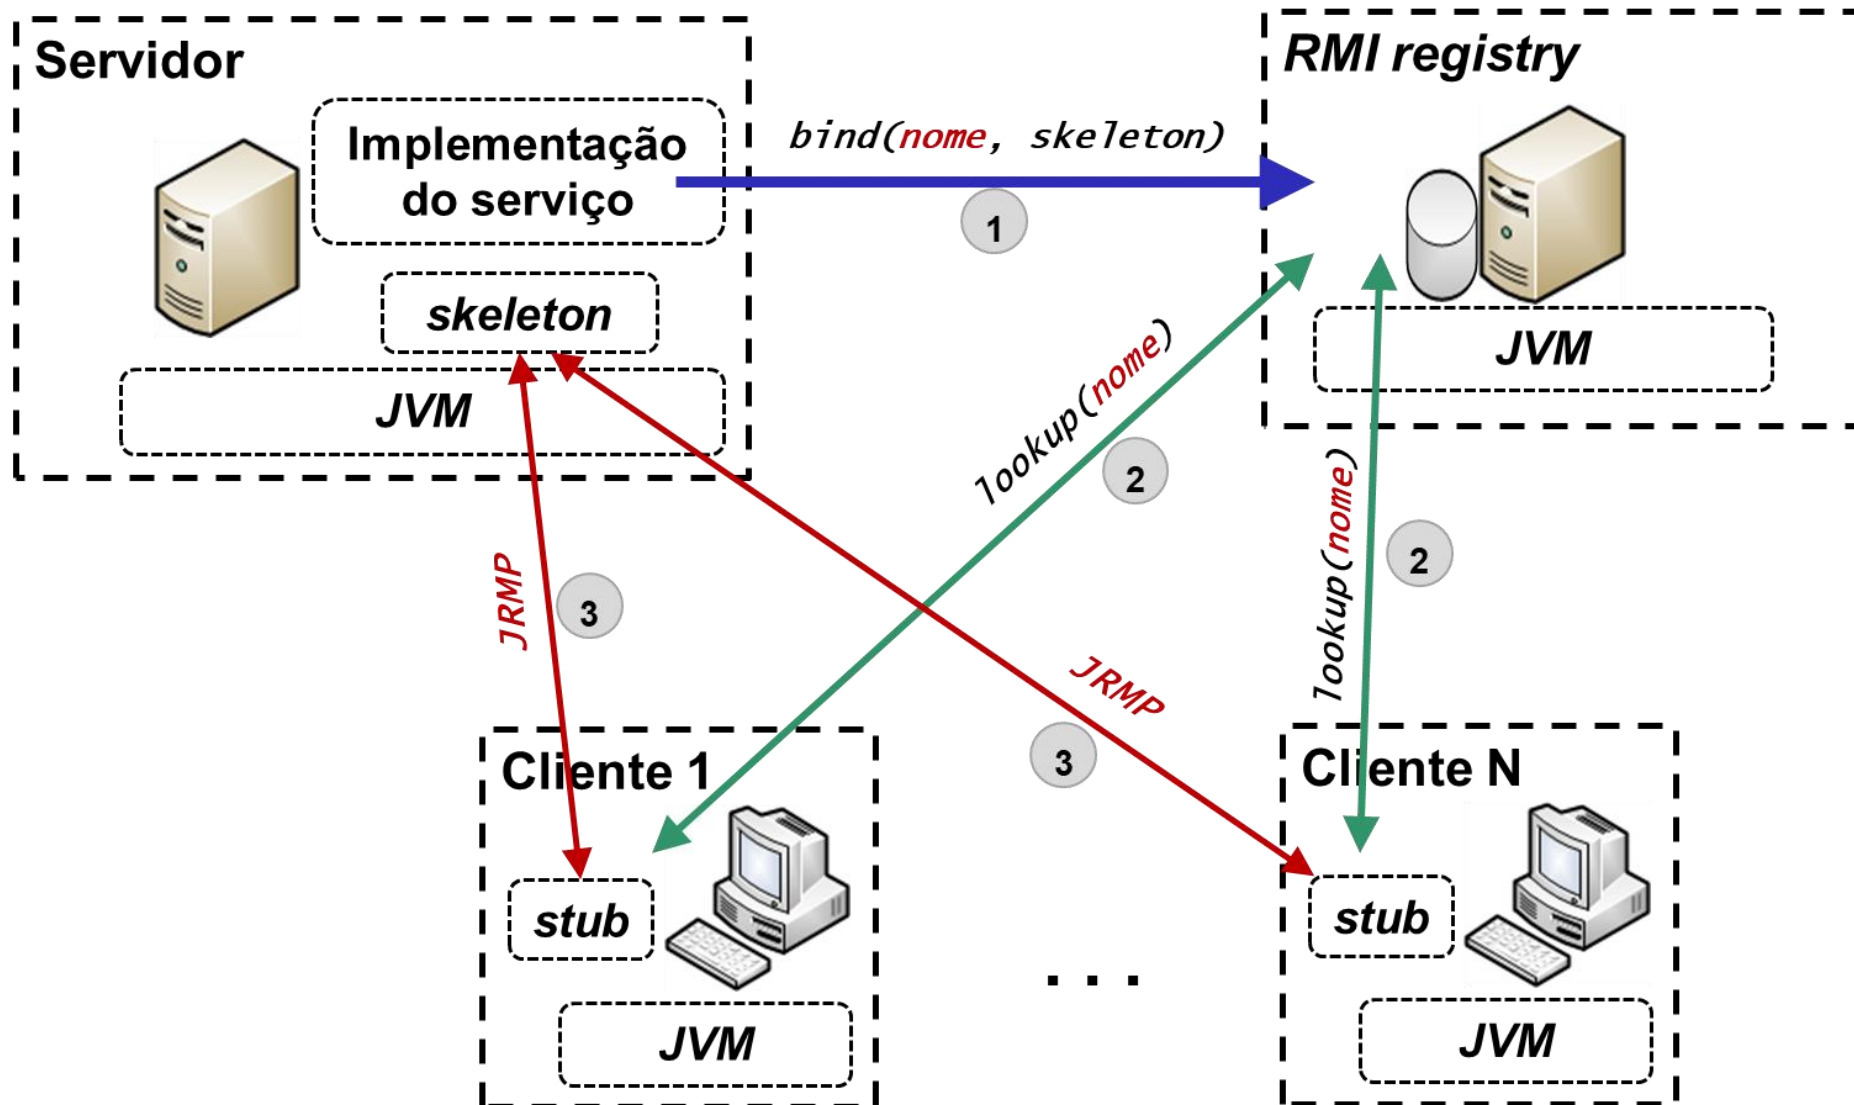 Servidor
Implementação
do serviço
skeleton
JVM
bind(nome, skeleton)
1
RMI registry
JVM
lookup(nome)
2
lookup(nome)
2
JRMP
3
JRMP
3
Cliente 1
stub
JVM
. . .
Cliente N
stub
JVM